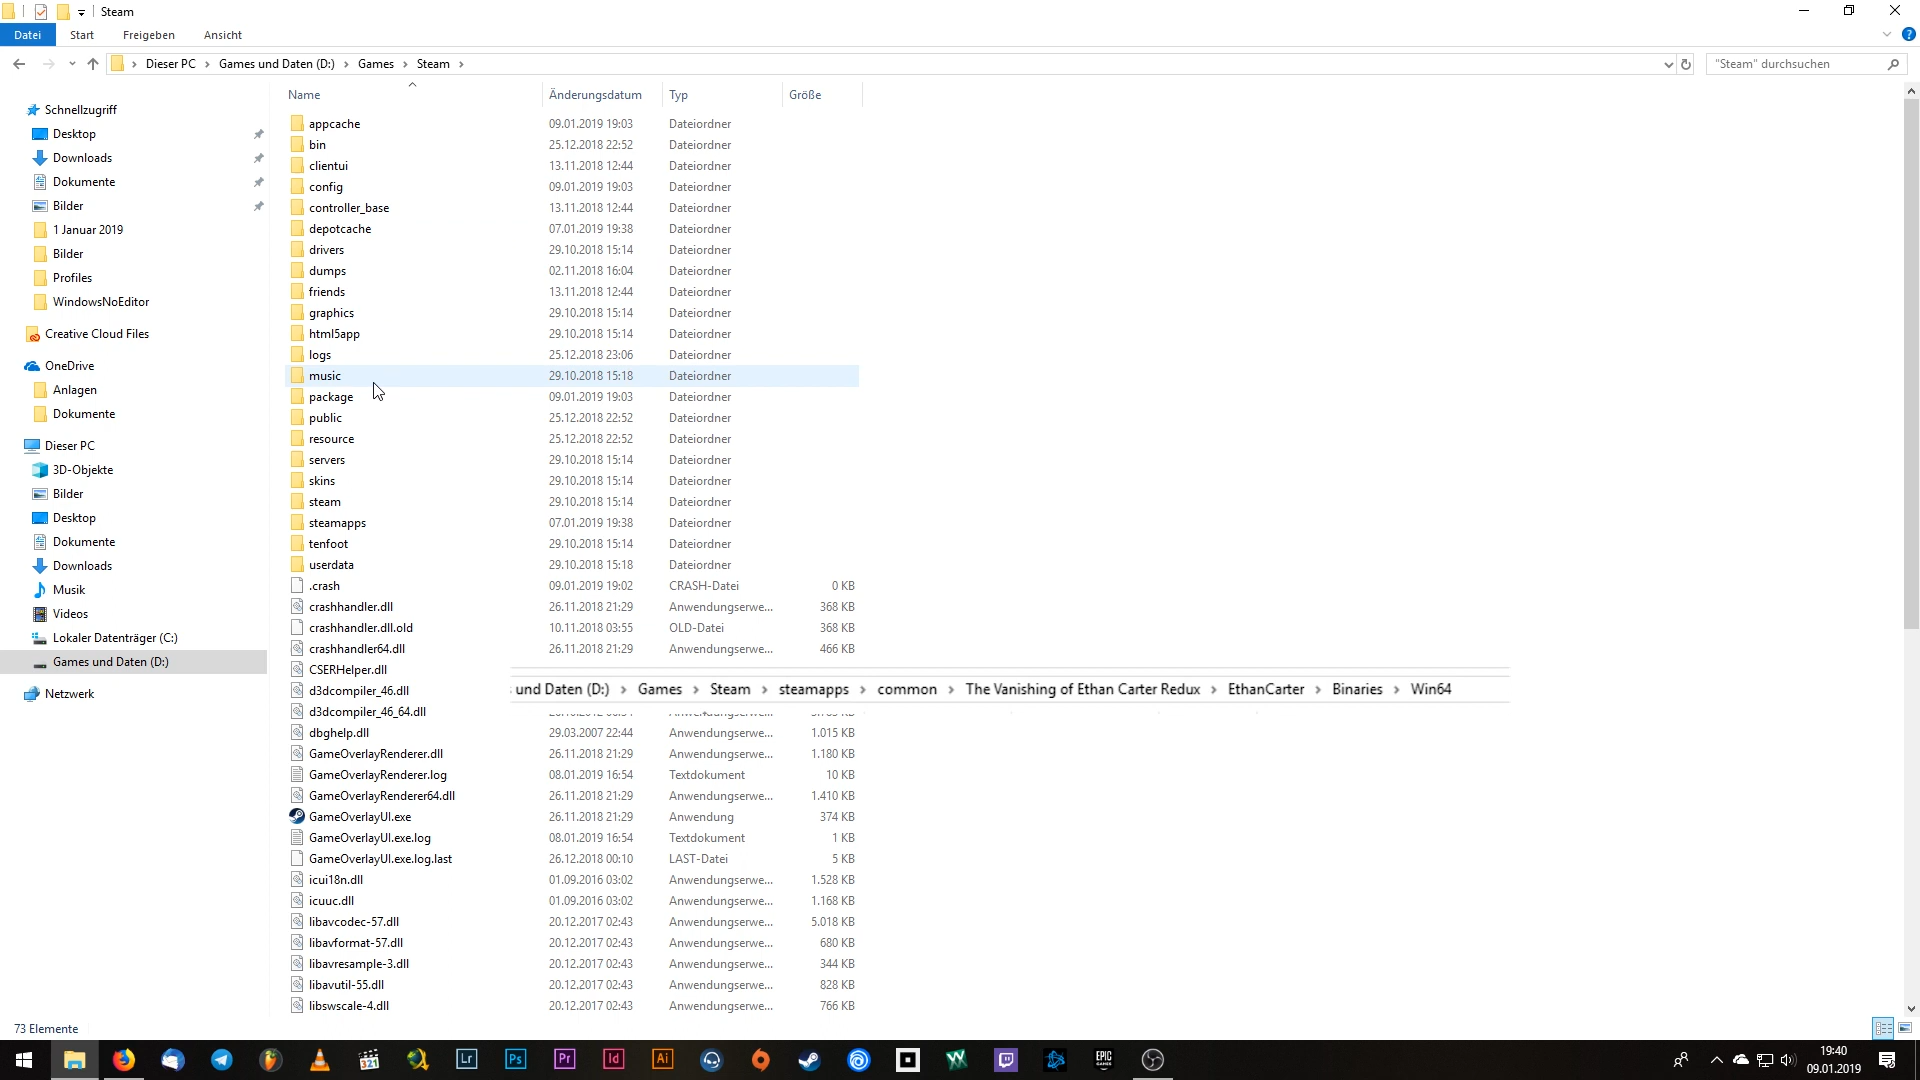 Steam
Datei Start Freigeben Ansicht
Dieser PC Games und Daten (D:) Games Steam "Steam" durchsuchen
Name Änderungsdatum Typ Größe
Schnellzugriff
Desktop
Downloads
Dokumente
Bilder
1 Januar 2019
Bilder
Profiles
WindowsNoEditor
Creative Cloud Files
OneDrive
Anlagen
Dokumente
Dieser PC
3D-Objekte
Bilder
Desktop
Dokumente
Downloads
Musik
Videos
Lokaler Datenträger (C:)
Games und Daten (D:)
Netzwerk
appcache 09.01.2019 19:03 Dateiordner
bin 25.12.2018 22:52 Dateiordner
clientui 13.11.2018 12:44 Dateiordner
config 09.01.2019 19:03 Dateiordner
controller_base 13.11.2018 12:44 Dateiordner
depotcache 07.01.2019 19:38 Dateiordner
drivers 29.10.2018 15:14 Dateiordner
dumps 02.11.2018 16:04 Dateiordner
friends 13.11.2018 12:44 Dateiordner
graphics 29.10.2018 15:14 Dateiordner
html5app 29.10.2018 15:14 Dateiordner
logs 25.12.2018 23:06 Dateiordner
music 29.10.2018 15:18 Dateiordner
package 09.01.2019 19:03 Dateiordner
public 25.12.2018 22:52 Dateiordner
resource 25.12.2018 22:52 Dateiordner
servers 29.10.2018 15:14 Dateiordner
skins 29.10.2018 15:14 Dateiordner
steam 29.10.2018 15:14 Dateiordner
steamapps 07.01.2019 19:38 Dateiordner
tenfoot 29.10.2018 15:14 Dateiordner
userdata 29.10.2018 15:18 Dateiordner
.crash 09.01.2019 19:02 CRASH-Datei 0 KB
crashhandler.dll 26.11.2018 21:29 Anwendungserwe... 368 KB
crashhandler.dll.old 10.11.2018 03:55 OLD-Datei 368 KB
crashhandler64.dll 26.11.2018 21:29 Anwendungserwe... 466 KB
CSERHelper.dll
d3dcompiler_46.dll
und Daten (D:) Games Steam steamapps common The Vanishing of Ethan Carter Redux EthanCarter Binaries Win64
d3dcompiler_46_64.dll
dbghelp.dll 29.03.2007 22:44 Anwendungserwe... 1.015 KB
GameOverlayRenderer.dll 26.11.2018 21:29 Anwendungserwe... 1.180 KB
GameOverlayRenderer.log 08.01.2019 16:54 Textdokument 10 KB
GameOverlayRenderer64.dll 26.11.2018 21:29 Anwendungserwe... 1.410 KB
GameOverlayUI.exe 26.11.2018 21:29 Anwendung 374 KB
GameOverlayUI.exe.log 08.01.2019 16:54 Textdokument 1 KB
GameOverlayUI.exe.log.last 26.12.2018 00:10 LAST-Datei 5 KB
icui18n.dll 01.09.2016 03:02 Anwendungserwe... 1.528 KB
icuuc.dll 01.09.2016 03:02 Anwendungserwe... 1.168 KB
libavcodec-57.dll 20.12.2017 02:43 Anwendungserwe... 5.018 KB
libavformat-57.dll 20.12.2017 02:43 Anwendungserwe... 680 KB
libavresample-3.dll 20.12.2017 02:43 Anwendungserwe... 344 KB
libavutil-55.dll 20.12.2017 02:43 Anwendungserwe... 828 KB
libswscale-4.dll 20.12.2017 02:43 Anwendungserwe... 766 KB
73 Elemente
321 Lr Ps Pr Id Ai EPIC GAMES
19:40
09.01.2019